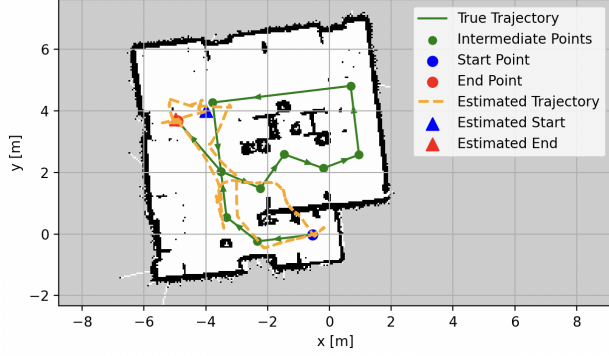 True Trajectory
Intermediate Points
Start Point
End Point
Estimated Trajectory
Estimated Start
Estimated End
y [m]
6
4
2
0
−2
−8
−6
−4
−2
0
2
4
6
8
x [m]